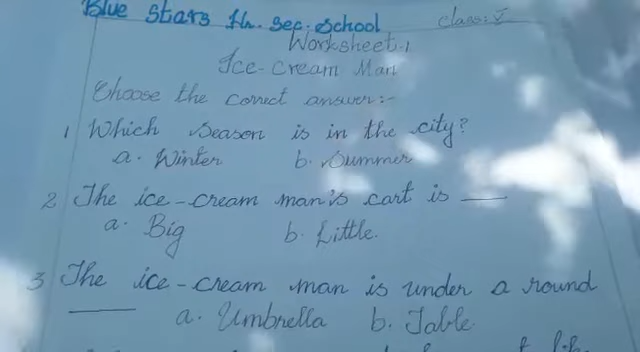 Blue Stars Hr. Sec. School class: V
Worksheet-1
Ice-cream Man
Choose the correct answer:-
1 Which season is in the city?
a. Winter b. Summer
2 The ice-cream man's cart is ___
a. Big b. Little.
3 The ice-cream man is under a round
___ a. Umbrella b. Table.